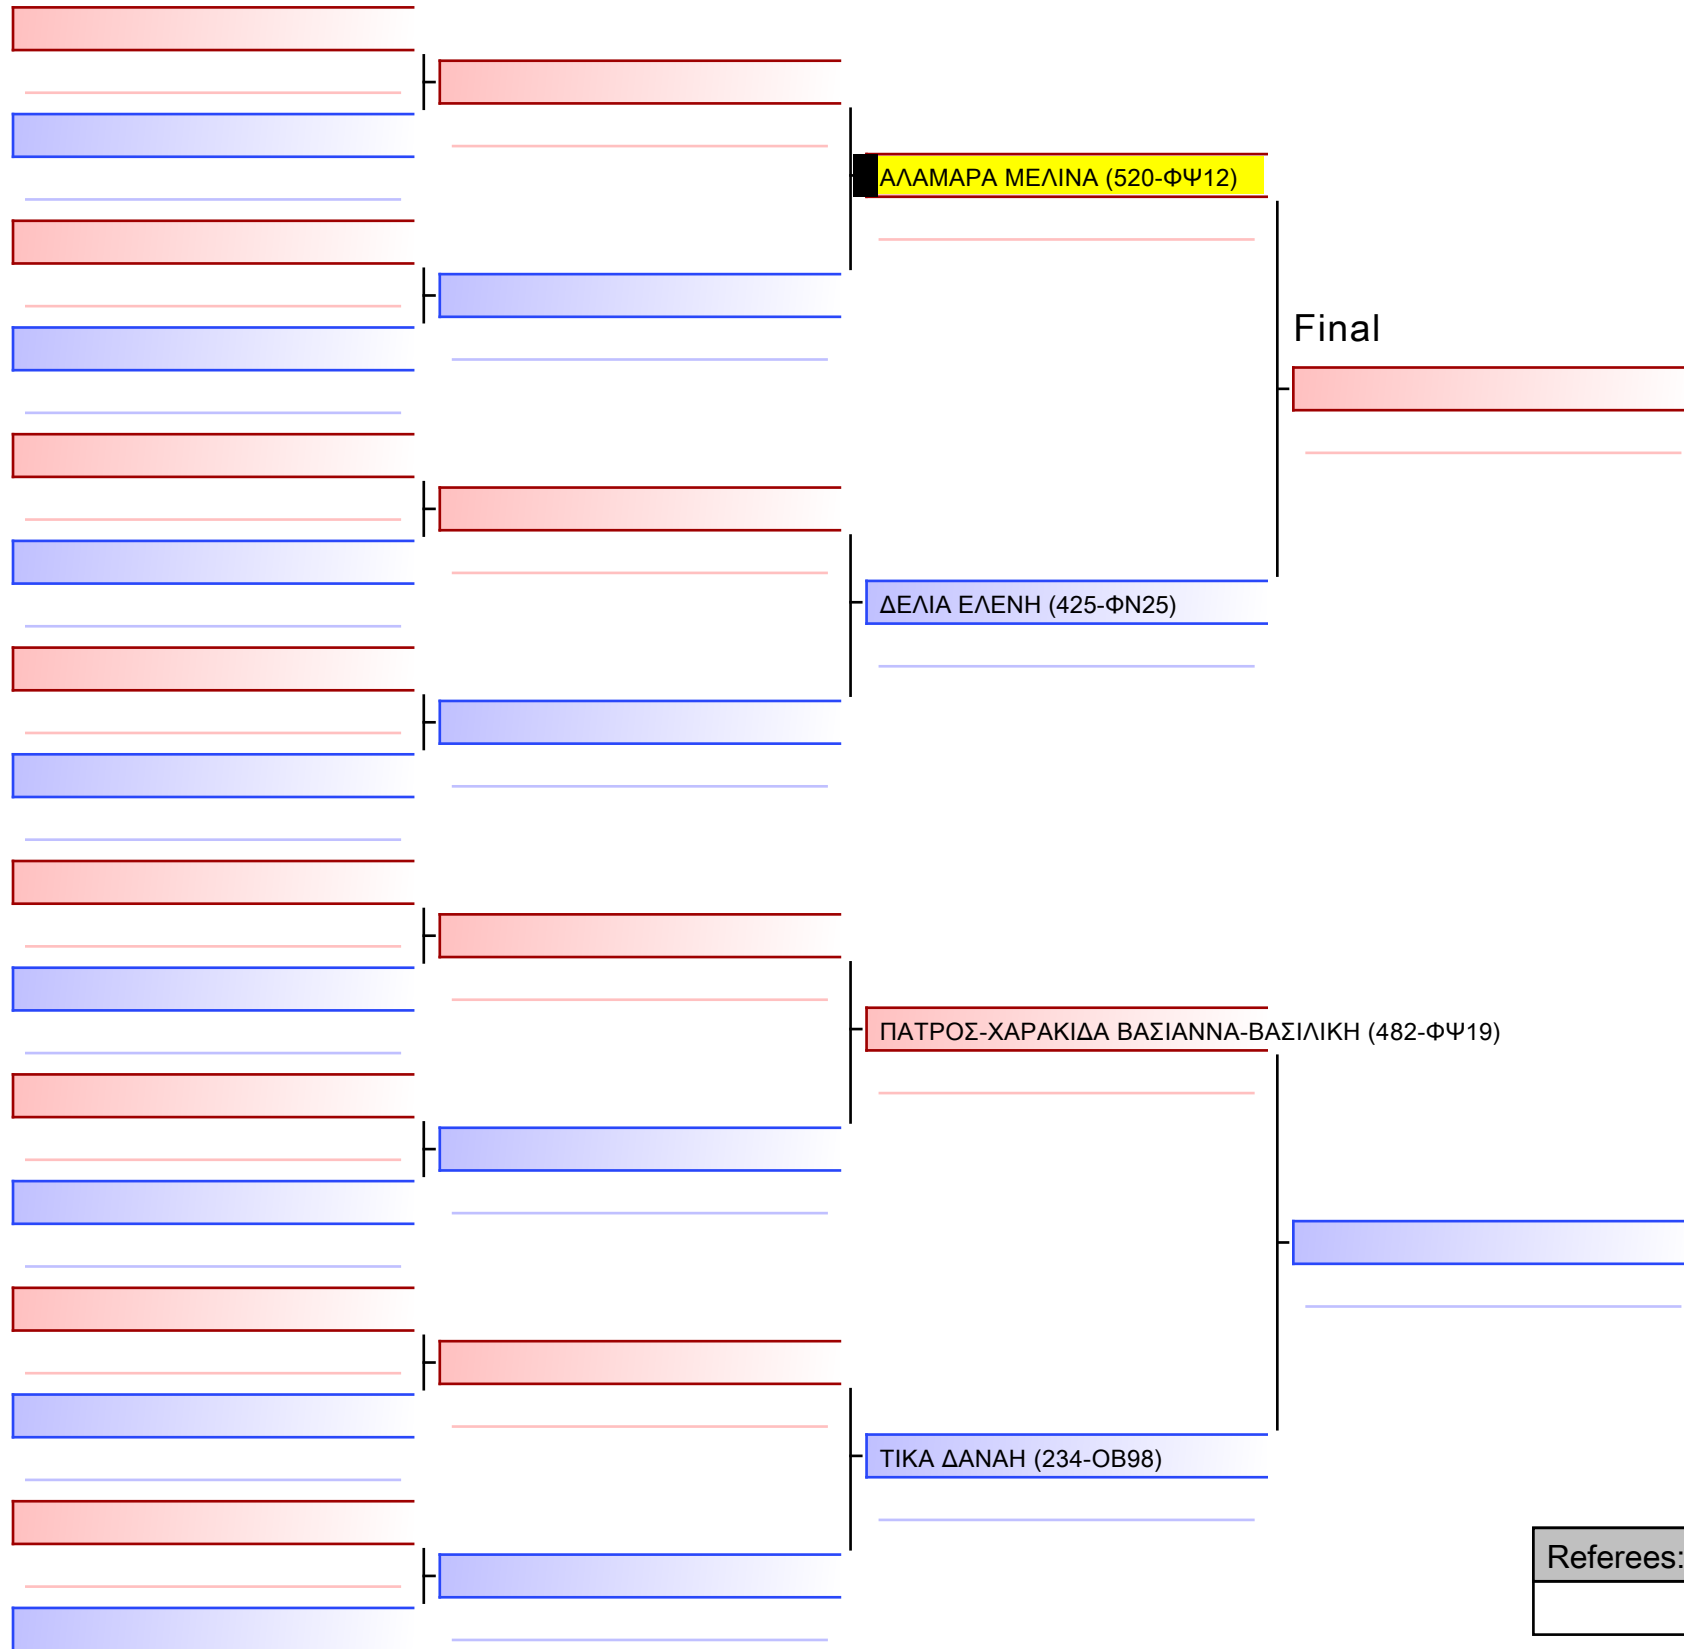 ΑΛΑΜΑΡΑ ΜΕΛΙΝΑ (520-ΦΨ12)
Final
ΔΕΛΙΑ ΕΛΕΝΗ (425-ΦΝ25)
ΠΑΤΡΟΣ-ΧΑΡΑΚΙΔΑ ΒΑΣΙΑΝΝΑ-ΒΑΣΙΛΙΚΗ (482-ΦΨ19)
ΤΙΚΑ ΔΑΝΑΗ (234-ΟΒ98)
Referees: